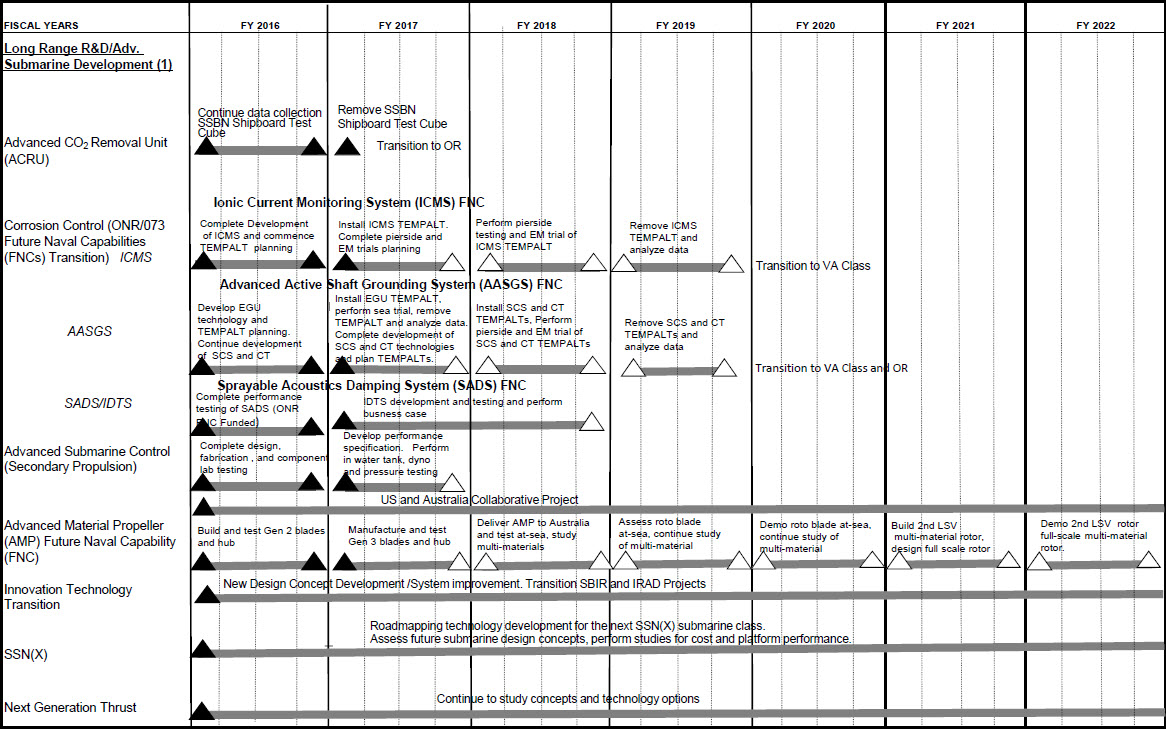 FISCAL YEARS
FY 2016
FY 2017
FY 2018
FY 2019
FY 2020
FY 2021
FY 2022
Long Range R&D/Adv.
Submarine Development (1)
Advanced CO2 Removal Unit
(ACRU)
Continue data collection
SSBN Shipboard Test
Cube
Remove SSBN
Shipboard Test Cube
Transition to OR
Ionic Current Monitoring System (ICMS) FNC
Corrosion Control (ONR/073
Future Naval Capabilities
(FNCs) Transition) ICMS
Complete Development
of ICMS and commence
TEMPALT planning
Install ICMS TEMPALT.
Complete pierside and
EM trials planning
Perform pierside
testing and EM trial of
ICMS TEMPALT
Remove ICMS
TEMPALT and
analyze data
Transition to VA Class
Advanced Active Shaft Grounding System (AASGS) FNC
AASGS
Develop EGU
technology and
TEMPALT planning.
Continue development
of SCS and CT
Install EGU TEMPALT,
perform sea trial, remove
TEMPALT and analyze data.
Complete development of
SCS and CT technologies
and plan TEMPALTs.
Install SCS and CT
TEMPALTs, Perform
pierside and EM trial of
SCS and CT TEMPALTs
Remove SCS and CT
TEMPALTs and
analyze data
Transition to VA Class and OR
Sprayable Acoustics Damping System (SADS) FNC
SADS/IDTS
Complete performance
testing of SADS (ONR
FNC Funded)
IDTS development and testing and perform
business case
Advanced Submarine Control
(Secondary Propulsion)
Complete design,
fabrication , and component
lab testing
Develop performance
specification. Perform
in water tank, dyno
and pressure testing
US and Australia Collaborative Project
Advanced Material Propeller
(AMP) Future Naval Capability
(FNC)
Build and test Gen 2 blades
and hub
Manufacture and test
Gen 3 blades and hub
Deliver AMP to Australia
and test at-sea, study
multi-materials
Assess roto blade
at-sea, continue study
of multi-material
Demo roto blade at-sea,
continue study of
multi-material
Build 2nd LSV
multi-material rotor,
design full scale rotor
Demo 2nd LSV rotor
full-scale multi-material
rotor.
Innovation Technology
Transition
New Design Concept Development /System improvement. Transition SBIR and IRAD Projects
SSN(X)
Roadmapping technology development for the next SSN(X) submarine class.
Assess future submarine design concepts, perform studies for cost and platform performance.
Next Generation Thrust
Continue to study concepts and technology options